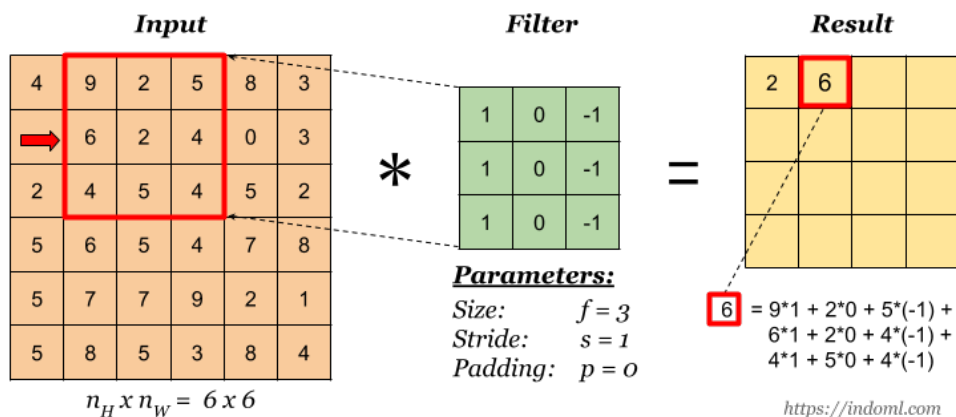 Input
4 9 2 5 8 3
6 2 4 0 3
2 4 5 4 5 2
5 6 5 4 7 8
5 7 7 9 2 1
5 8 5 3 8 4
n_H x n_W = 6 x 6
*
Filter
1 0 -1
1 0 -1
1 0 -1
Parameters:
Size: f = 3
Stride: s = 1
Padding: p = 0
=
Result
2 6
6 = 9*1 + 2*0 + 5*(-1) +
6*1 + 2*0 + 4*(-1) +
4*1 + 5*0 + 4*(-1)
https://indoml.com